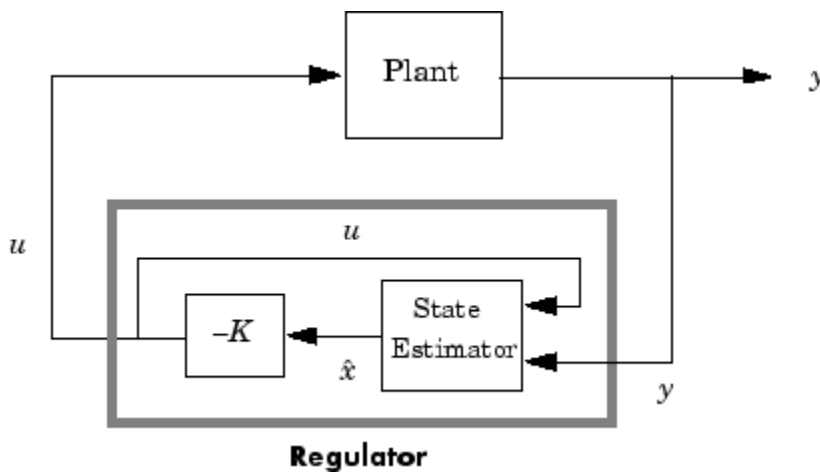 Plant
y
u
u
–K
State
Estimator
x̂
y
Regulator